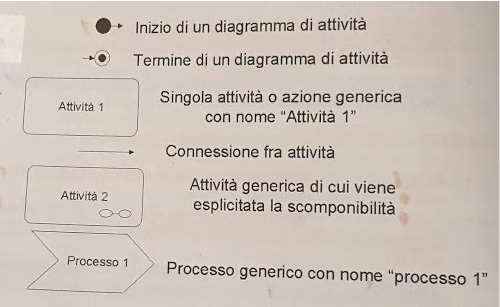 Inizio di un diagramma di attività
Termine di un diagramma di attività
Attività 1
Singola attività o azione generica
con nome “Attività 1”
Connessione fra attività
Attività 2
Attività generica di cui viene
esplicitata la scomponibilità
Processo 1
Processo generico con nome “processo 1”